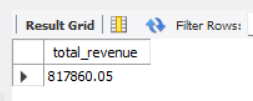 Result Grid Filter Rows:
total_revenue
817860.05